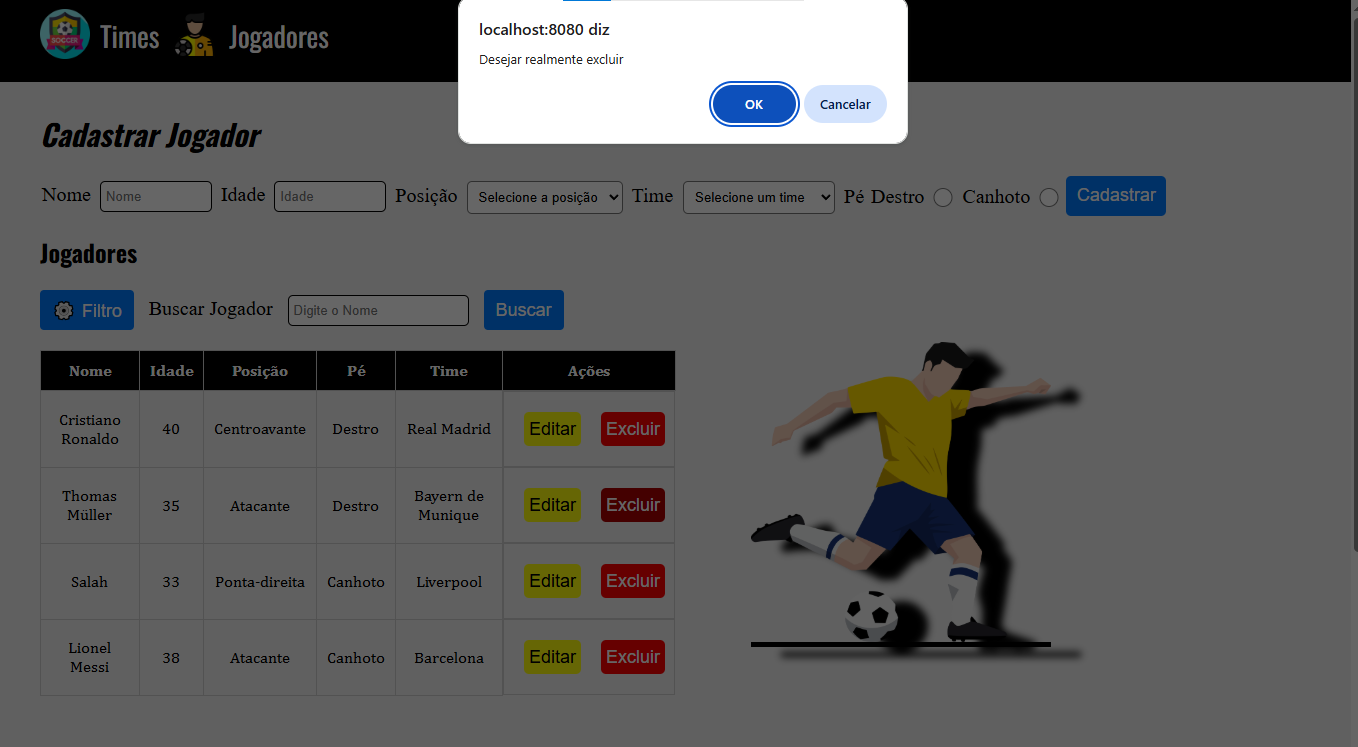 localhost:8080 diz
Desejar realmente excluir
OK Cancelar
SOCCER
Times Jogadores
Cadastrar Jogador
Nome Nome Idade Idade Posição Selecione a posição Time Selecione um time Pé Destro Canhoto Cadastrar
Jogadores
Filtro Buscar Jogador Digite o Nome Buscar
Nome Idade Posição Pé Time Ações
Cristiano
Ronaldo 40 Centroavante Destro Real Madrid Editar Excluir
Thomas
Müller 35 Atacante Destro Bayern de
Munique Editar Excluir
Salah 33 Ponta-direita Canhoto Liverpool Editar Excluir
Lionel
Messi 38 Atacante Canhoto Barcelona Editar Excluir